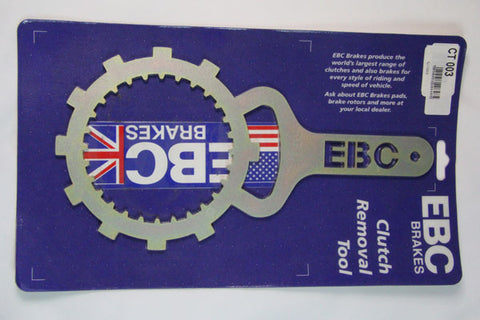 EBC Brakes produce the
world's largest range of
clutches and also brakes for
every style of riding and
speed of vehicle.
Ask about EBC Brakes pads,
brake rotors and more at
your local dealer.
CT 003
EBC
EBC
BRAKES
EBC
BRAKES
Clutch
Removal
Tool